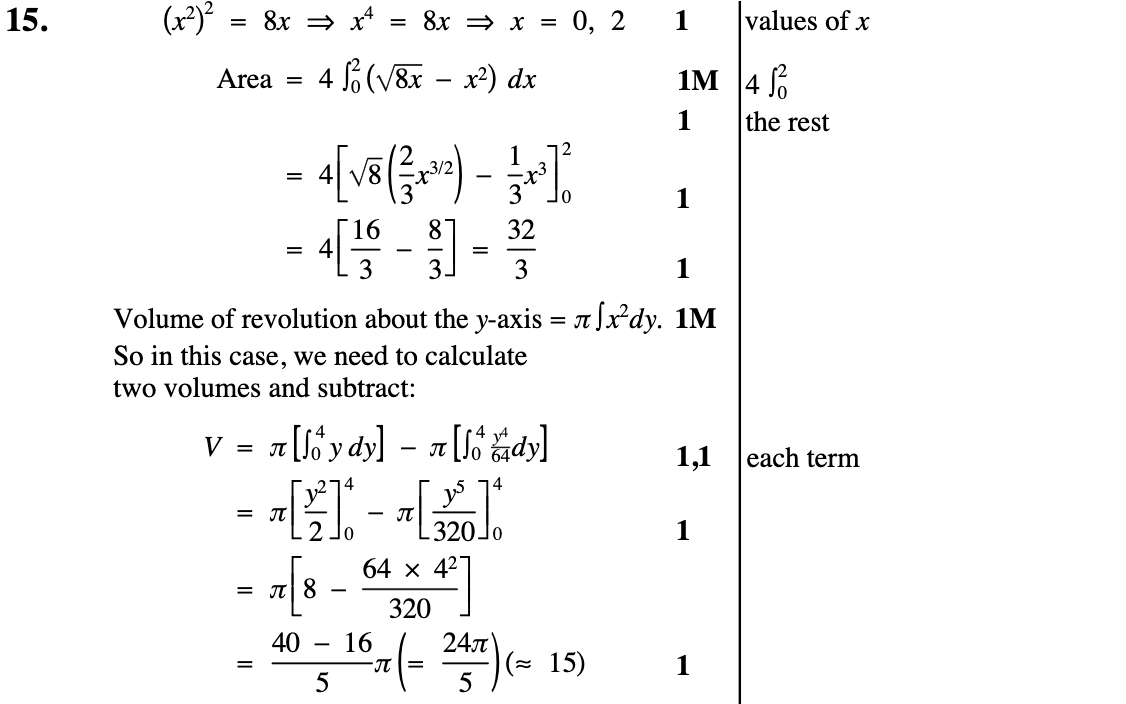 15. (x²)² = 8x ⇒ x⁴ = 8x ⇒ x = 0, 2 1 values of x
Area = 4 ∫₀² (√8x − x²) dx 1M 4 ∫₀²
1 the rest
= 4[√8(2/3 x^{3/2}) − 1/3 x³]₀² 1
= 4[16/3 − 8/3] = 32/3 1
Volume of revolution about the y-axis = π∫x²dy. 1M
So in this case, we need to calculate
two volumes and subtract:
V = π[∫₀⁴ y dy] − π[∫₀⁴ y⁴/64 dy] 1,1 each term
= π[y²/2]₀⁴ − π[y⁵/320]₀⁴ 1
= π[8 − 64 × 4²/320]
= 40 − 16/5 π(= 24π/5)(≈ 15) 1